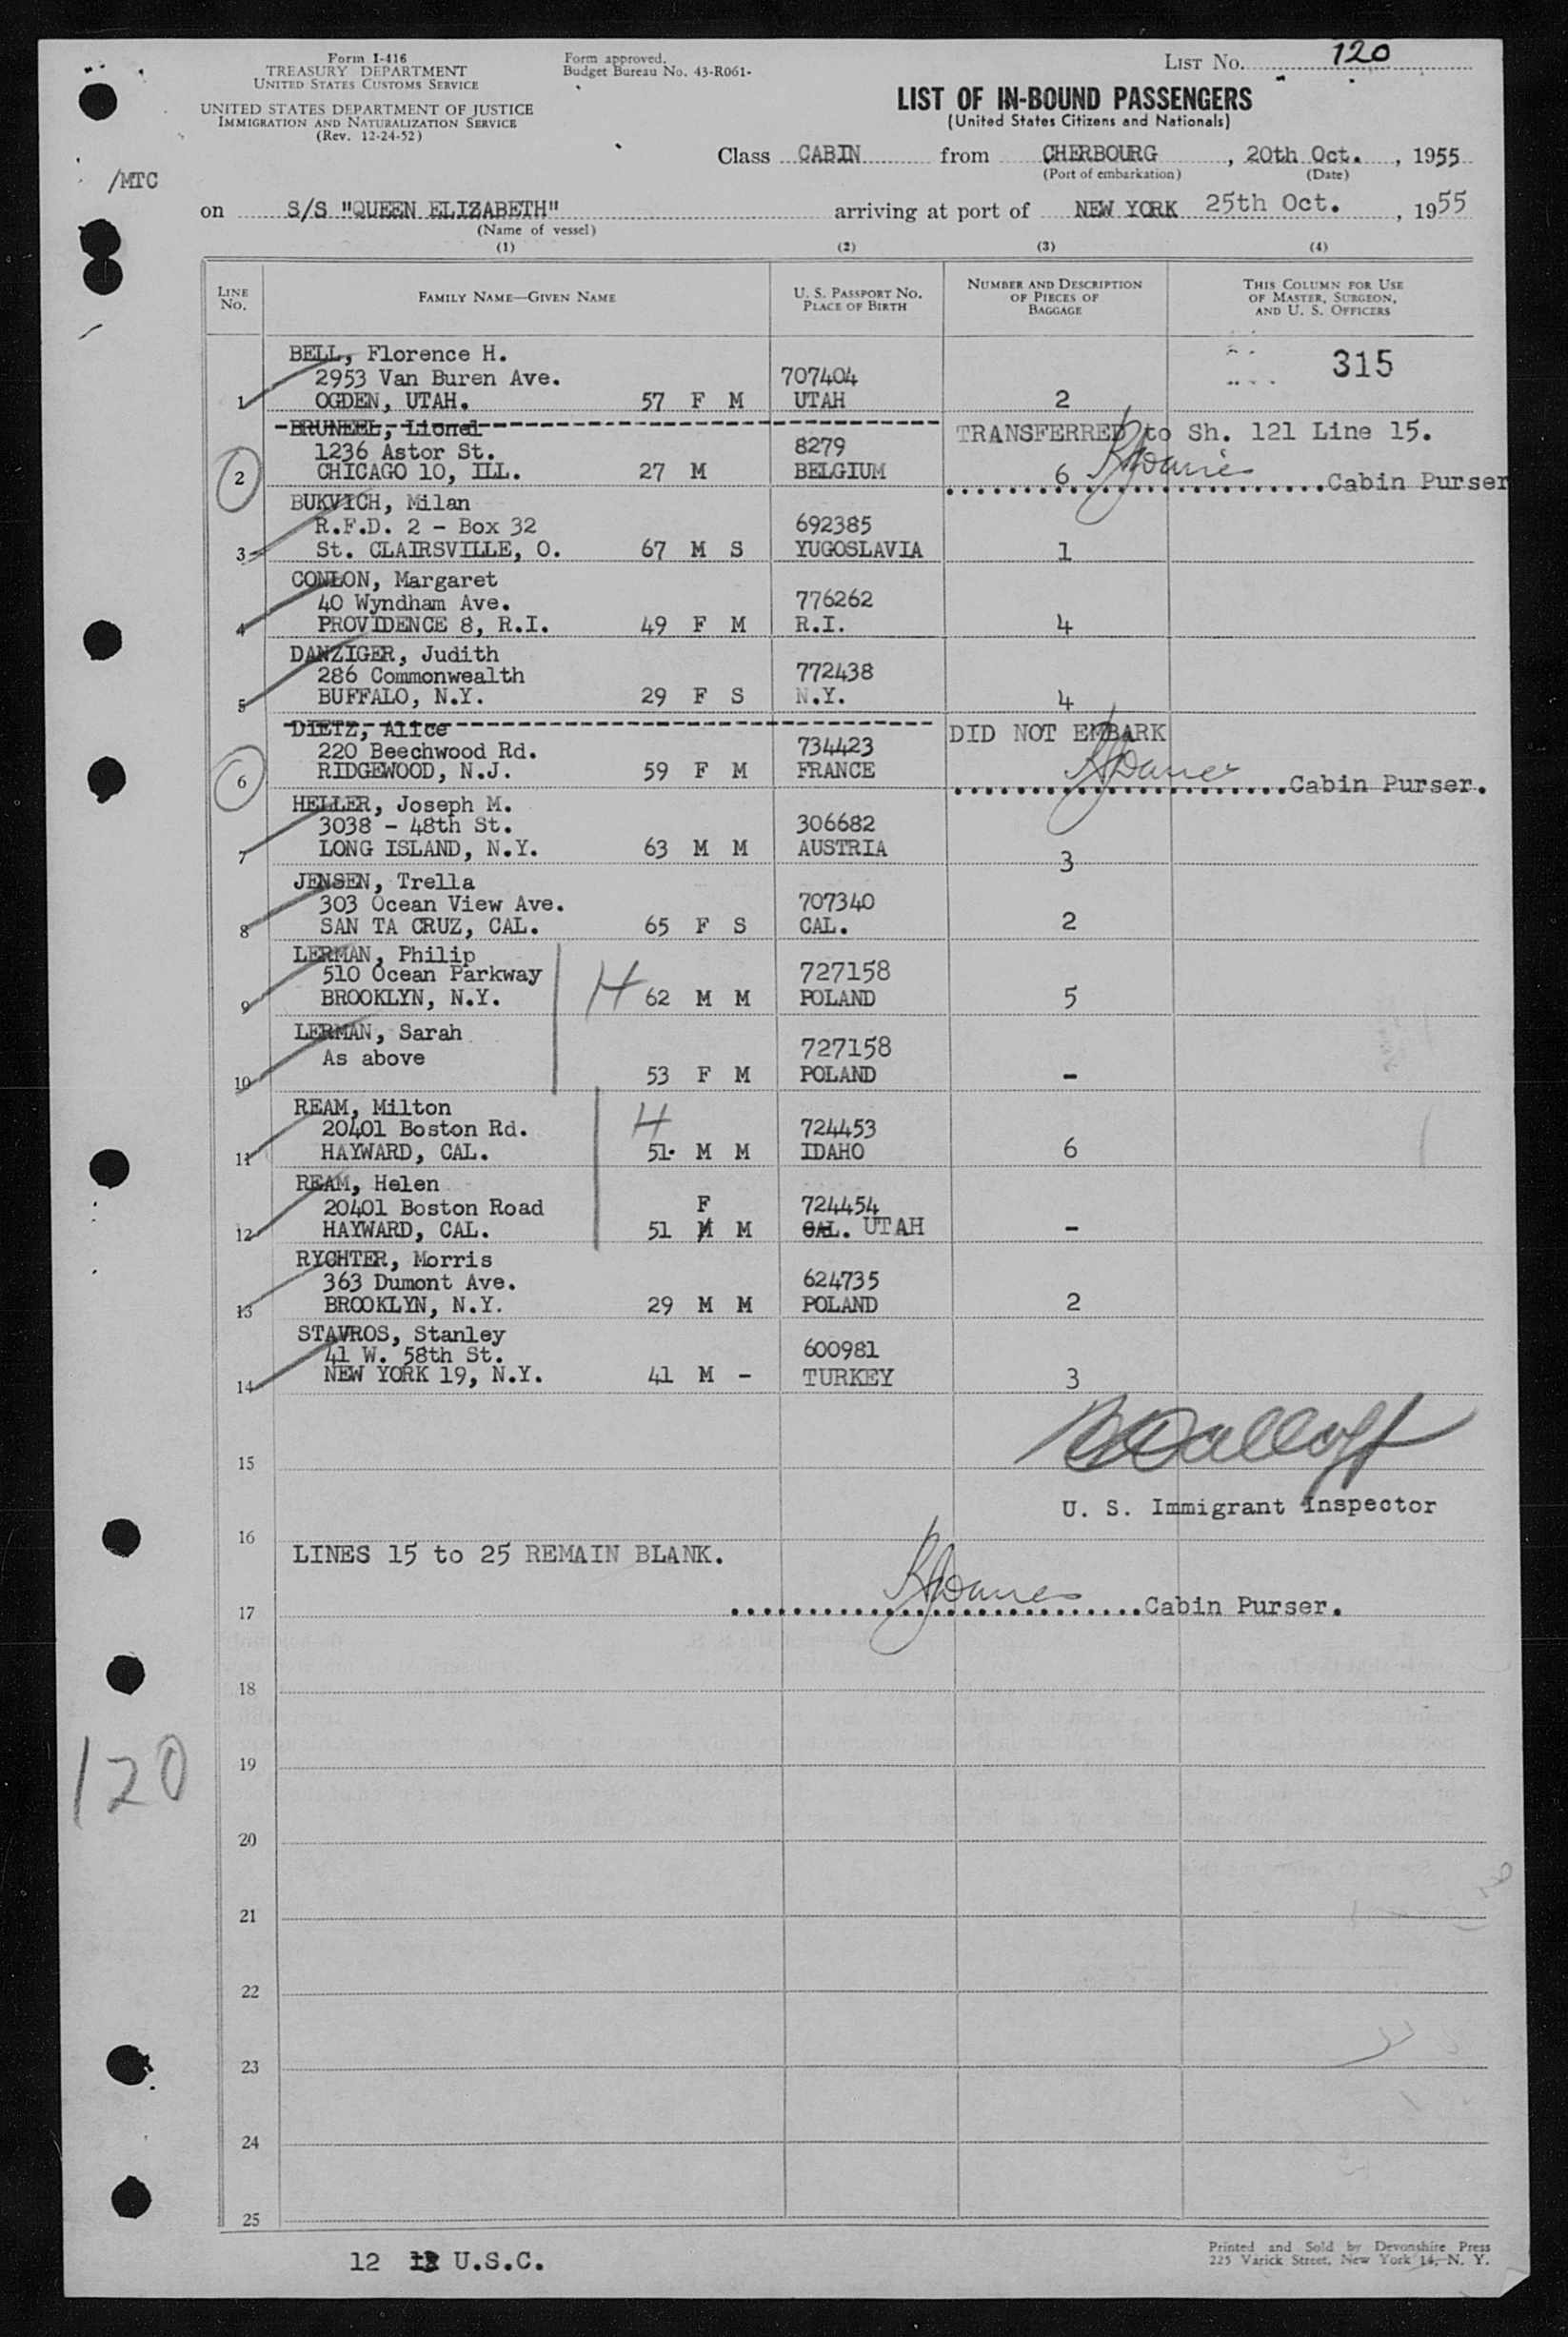 Form I-416
TREASURY DEPARTMENT
UNITED STATES CUSTOMS SERVICE
UNITED STATES DEPARTMENT OF JUSTICE
IMMIGRATION AND NATURALIZATION SERVICE
(Rev. 12-24-52)
Form approved.
Budget Bureau No. 43-R061-
LIST NO. 120
LIST OF IN-BOUND PASSENGERS
(United States Citizens and Nationals)
/MTC
Class CABIN from CHERBOURG, 20th Oct., 1955
(Port of embarkation) (Date)
on S/S "QUEEN ELIZABETH" arriving at port of NEW YORK 25th Oct., 1955
(Name of vessel)
(1) (2) (3) (4)
LINE NO. FAMILY NAME—GIVEN NAME U. S. PASSPORT NO. PLACE OF BIRTH NUMBER AND DESCRIPTION OF PIECES OF BAGGAGE THIS COLUMN FOR USE OF MASTER, SURGEON, AND U. S. OFFICERS
BELL, Florence H. 315
2953 Van Buren Ave. 707404
1 OGDEN, UTAH. 57 F M UTAH 2
BRUNEEL, Lionel TRANSFERRED to Sh. 121 Line 15.
1236 Astor St. 8279
2 CHICAGO 10, ILL. 27 M BELGIUM 6 Cabin Purser
BUKVICH, Milan
R.F.D. 2 - Box 32 692385
3 St. CLAIRSVILLE, O. 67 M S YUGOSLAVIA 1
CONLON, Margaret
40 Wyndham Ave. 776262
4 PROVIDENCE 8, R.I. 49 F M R.I. 4
DANZIGER, Judith
286 Commonwealth 772438
5 BUFFALO, N.Y. 29 F S N.Y. 4
DIETZ, Alice DID NOT EMBARK
220 Beechwood Rd. 734423
6 RIDGEWOOD, N.J. 59 F M FRANCE Cabin Purser.
HELLER, Joseph M.
3038 - 48th St. 306682
7 LONG ISLAND, N.Y. 63 M M AUSTRIA 3
JENSEN, Trella
303 Ocean View Ave. 707340
8 SAN TA CRUZ, CAL. 65 F S CAL. 2
LERMAN, Philip
510 Ocean Parkway H 727158
9 BROOKLYN, N.Y. 62 M M POLAND 5
LERMAN, Sarah
As above 727158
10 53 F M POLAND -
REAM, Milton
20401 Boston Rd. H 724453
11 HAYWARD, CAL. 51 M M IDAHO 6
REAM, Helen
20401 Boston Road F 724454
12 HAYWARD, CAL. 51 M M CAL. UTAH -
RYCHTER, Morris
363 Dumont Ave. 624735
13 BROOKLYN, N.Y. 29 M M POLAND 2
STAVROS, Stanley
41 W. 58th St. 600981
14 NEW YORK 19, N.Y. 41 M - TURKEY 3
15
U. S. Immigrant Inspector
16
LINES 15 to 25 REMAIN BLANK.
17 Cabin Purser.
18
120
19
20
21
22
23
24
25
12 13 U.S.C.
Printed and Sold by Devonshire Press
225 Varick Street, New York 14, N. Y.